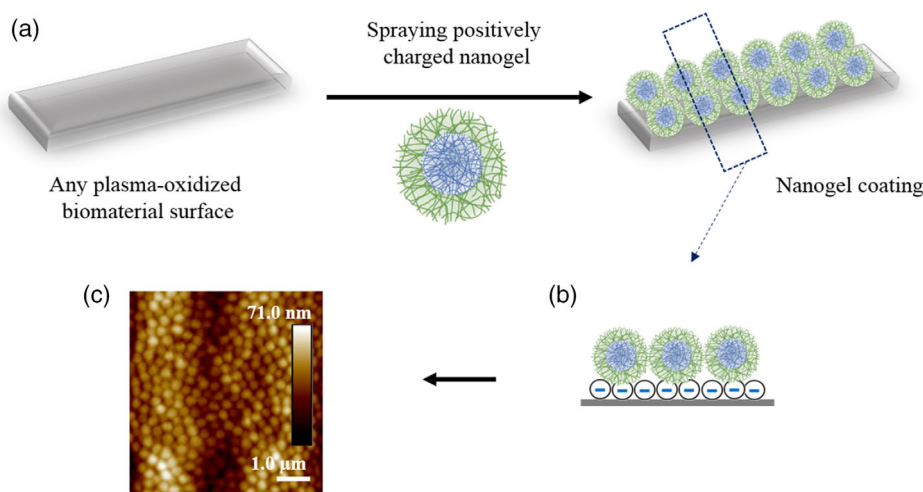 (a)
Spraying positively
charged nanogel
Any plasma-oxidized
biomaterial surface
Nanogel coating
(c)
71.0 nm
1.0 µm
(b)